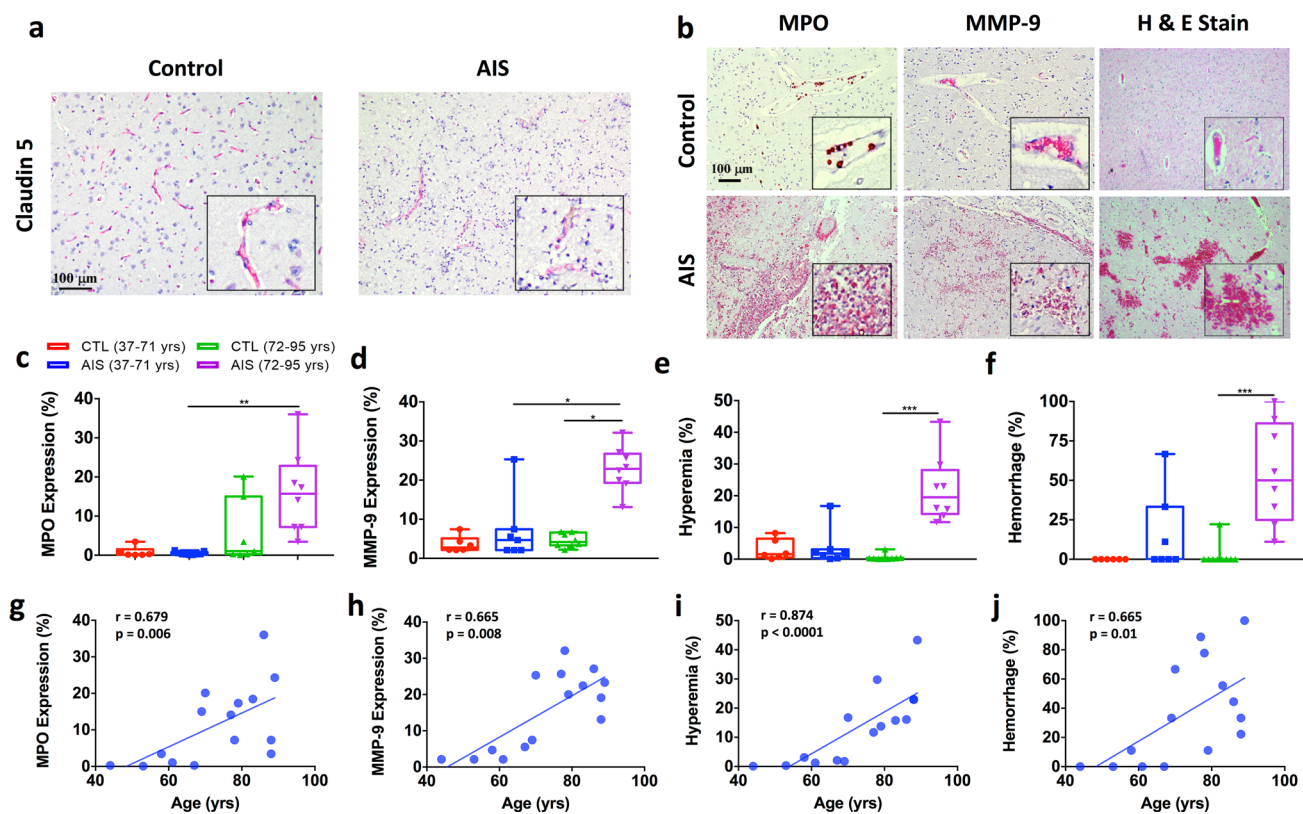 a
Control
AIS
Claudin 5
100 μm
b
MPO
MMP-9
H & E Stain
Control
AIS
100 μm
CTL (37-71 yrs)
CTL (72-95 yrs)
AIS (37-71 yrs)
AIS (72-95 yrs)
c
MPO Expression (%)
40
30
20
10
0
**
d
MMP-9 Expression (%)
40
30
20
10
0
*
*
e
Hyperemia (%)
50
40
30
20
10
0
***
f
Hemorrhage (%)
100
75
50
25
0
***
g
r = 0.679
p = 0.006
MPO Expression (%)
40
30
20
10
0
40
60
80
100
Age (yrs)
h
r = 0.665
p = 0.008
MMP-9 Expression (%)
40
30
20
10
0
40
60
80
100
Age (yrs)
i
r = 0.874
p < 0.0001
Hyperemia (%)
50
40
30
20
10
0
40
60
80
100
Age (yrs)
j
r = 0.665
p = 0.01
Hemorrhage (%)
100
80
60
40
20
0
40
60
80
100
Age (yrs)